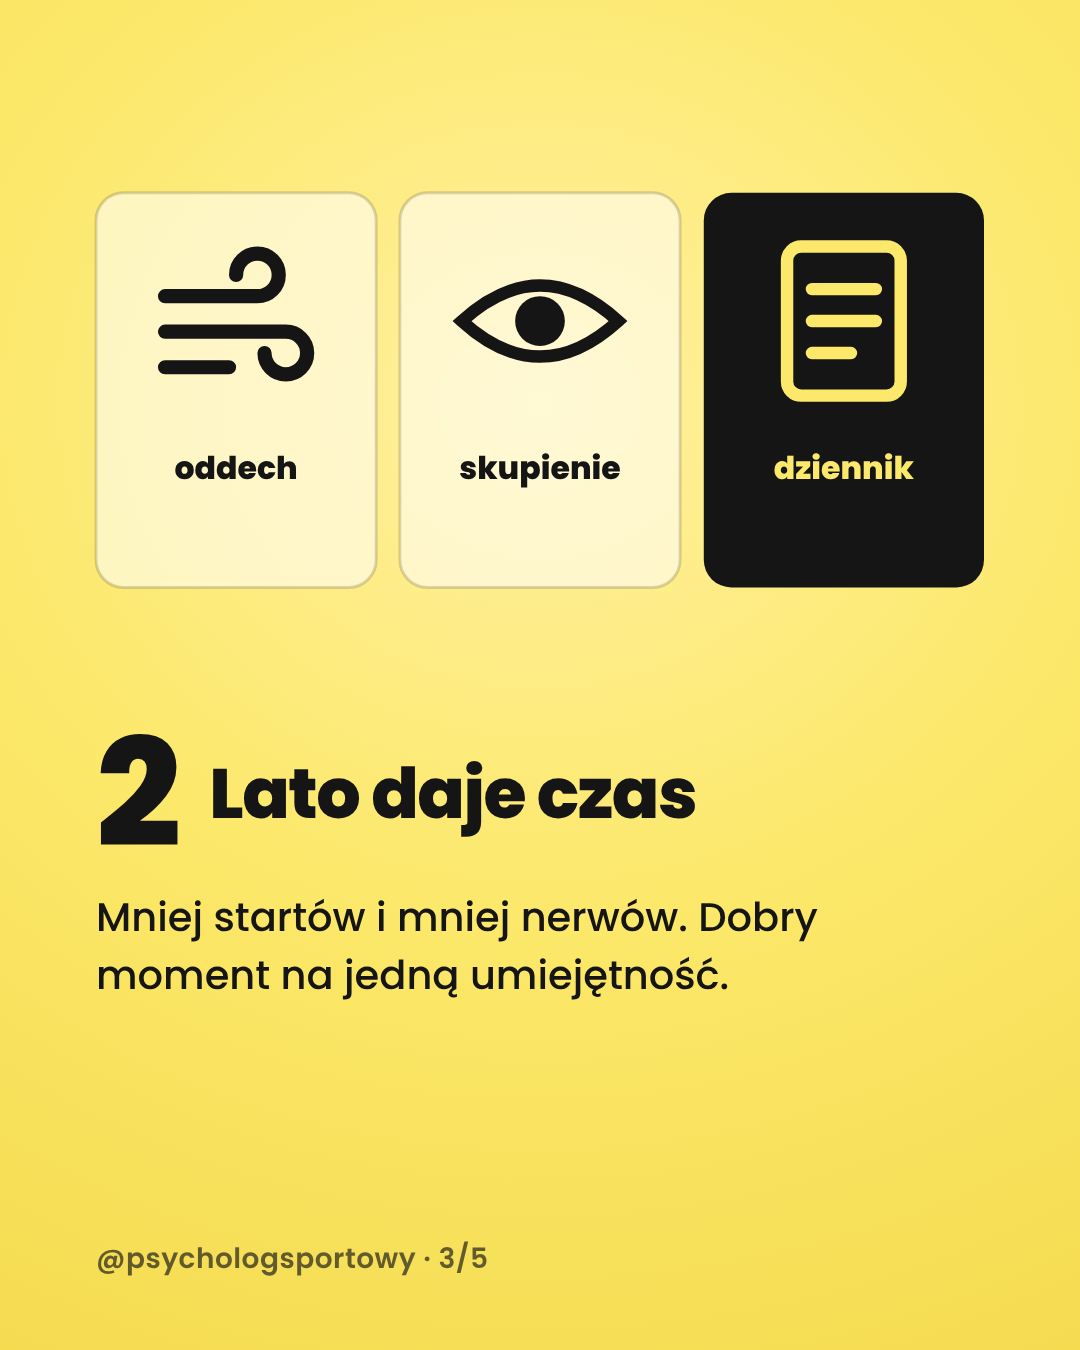 oddech
skupienie
dziennik
2 Lato daje czas
Mniej startów i mniej nerwów. Dobry
moment na jedną umiejętność.
@psychologsportowy · 3/5